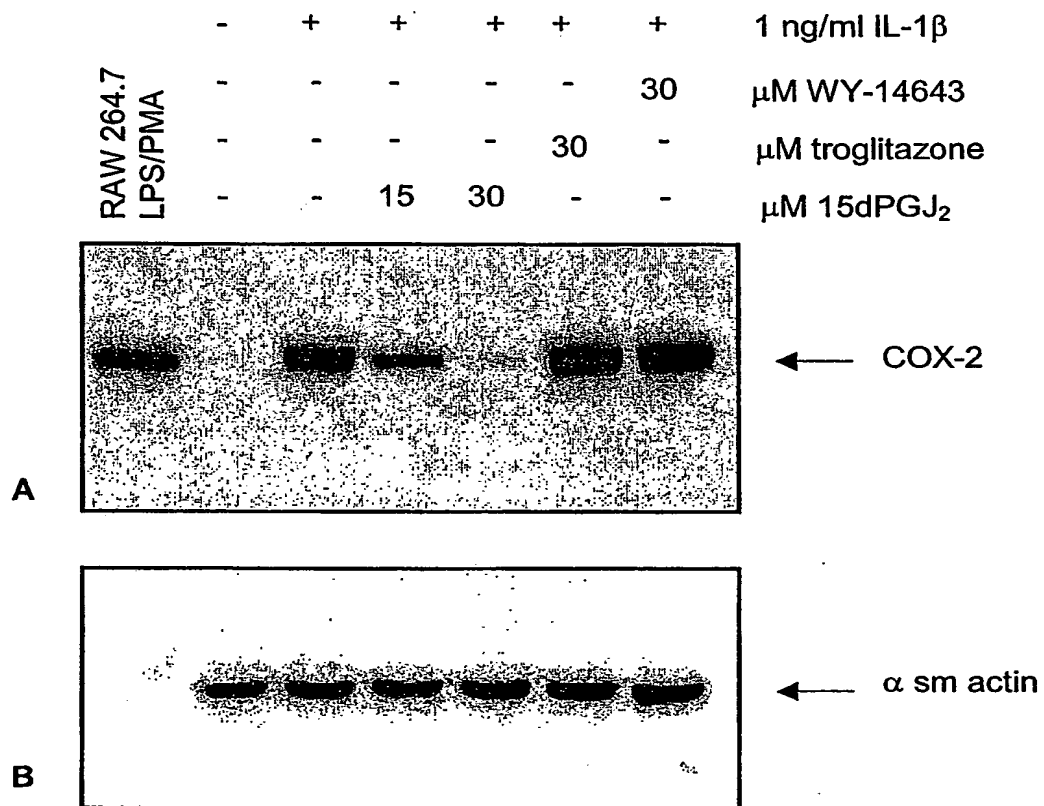 - + + + + + 1 ng/ml IL-1β
RAW 264.7
LPS/PMA
- - - - - 30 μM WY-14643
- - - - 30 - μM troglitazone
- - 15 30 - - μM 15dPGJ₂
COX-2
A
α sm actin
B